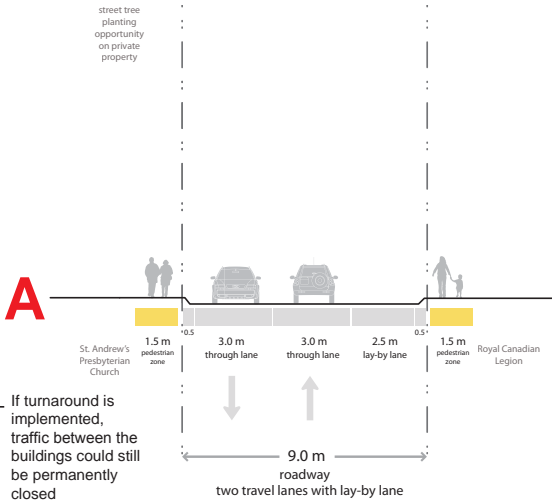 street tree
planting
opportunity
on private
property
A
0.5
0.5
St. Andrew's
Presbyterian
Church
1.5 m
pedestrian
zone
3.0 m
through lane
3.0 m
through lane
2.5 m
lay-by lane
1.5 m
pedestrian
zone
Royal Canadian
Legion
If turnaround is
implemented,
traffic between the
buildings could still
be permanently
closed
9.0 m
roadway
two travel lanes with lay-by lane